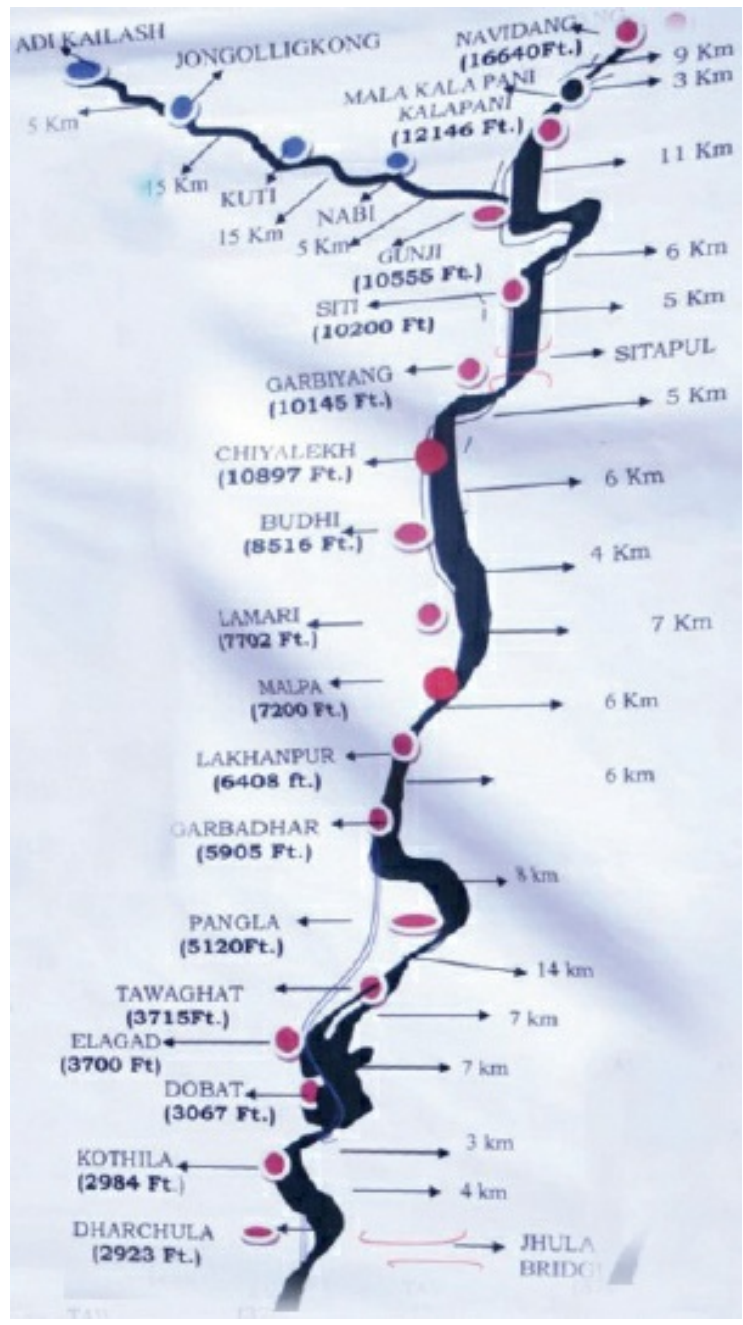 ADI KAILASH
JONGOLLIGKONG
NAVIDANG
(16640Ft.)
9 Km
3 Km
MALA KALA PANI
KALAPANI
(12146 Ft.)
5 Km
15 Km
KUTI
15 Km
NABI
5 Km
11 Km
GUNJI
(10555 Ft.)
6 Km
SITI
(10200 Ft)
5 Km
SITAPUL
GARBIYANG
(10145 Ft.)
5 Km
CHIYALEKH
(10897 Ft.)
6 Km
BUDHI
(8516 Ft.)
4 Km
LAMARI
(7702 Ft.)
7 Km
MALPA
(7200 Ft.)
6 Km
LAKHANPUR
(6408 ft.)
6 km
GARBADHAR
(5905 Ft.)
8 km
PANGLA
(5120Ft.)
14 km
TAWAGHAT
(3715Ft.)
7 km
ELAGAD
(3700 Ft)
7 km
DOBAT
(3067 Ft.)
3 km
KOTHILA
(2984 Ft.)
4 km
DHARCHULA
(2923 Ft.)
JHULA
BRIDG